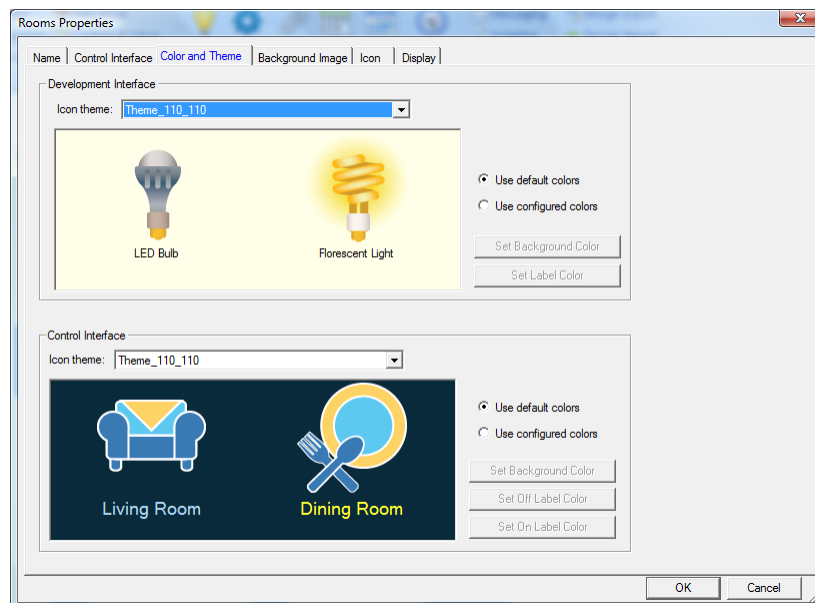 Rooms Properties
Name Control Interface Color and Theme Background Image Icon Display
Development Interface
Icon theme: Theme_110_110
Use default colors
Use configured colors
LED Bulb Florescent Light
Set Background Color
Set Label Color
Control Interface
Icon theme: Theme_110_110
Use default colors
Use configured colors
Set Background Color
Living Room Dining Room
Set Off Label Color
Set On Label Color
OK Cancel